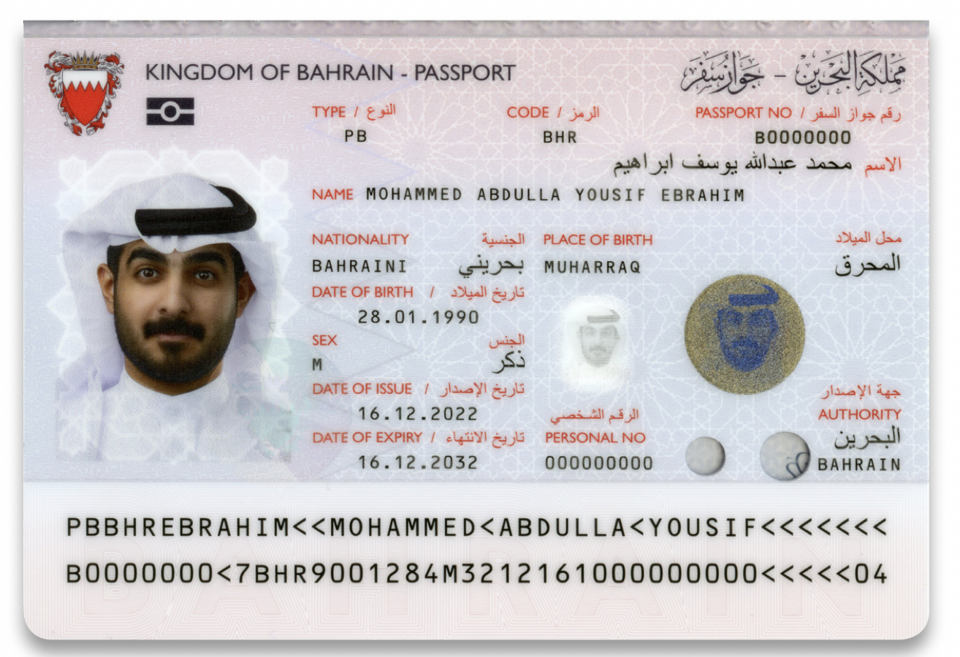 KINGDOM OF BAHRAIN - PASSPORT مملكة البحرين - جواز سفر
TYPE / النوع CODE / الرمز PASSPORT NO / رقم جواز السفر
PB BHR B0000000
الاسم محمد عبدالله يوسف ابراهيم
NAME MOHAMMED ABDULLA YOUSIF EBRAHIM
NATIONALITY الجنسية PLACE OF BIRTH محل الميلاد
BAHRAINI بحريني MUHARRAQ المحرق
DATE OF BIRTH / تاريخ الميلاد
28.01.1990
SEX الجنس
M ذكر
DATE OF ISSUE / تاريخ الإصدار جهة الإصدار
16.12.2022 الرقم الشخصي AUTHORITY
DATE OF EXPIRY / تاريخ الانتهاء PERSONAL NO البحرين
16.12.2032 000000000 BAHRAIN
PBBHREBRAHIM<<MOHAMMED<ABDULLA<YOUSIF<<<<<<<
B0000000<7BHR9001284M3212161000000000<<<<<04
BAHRAIN